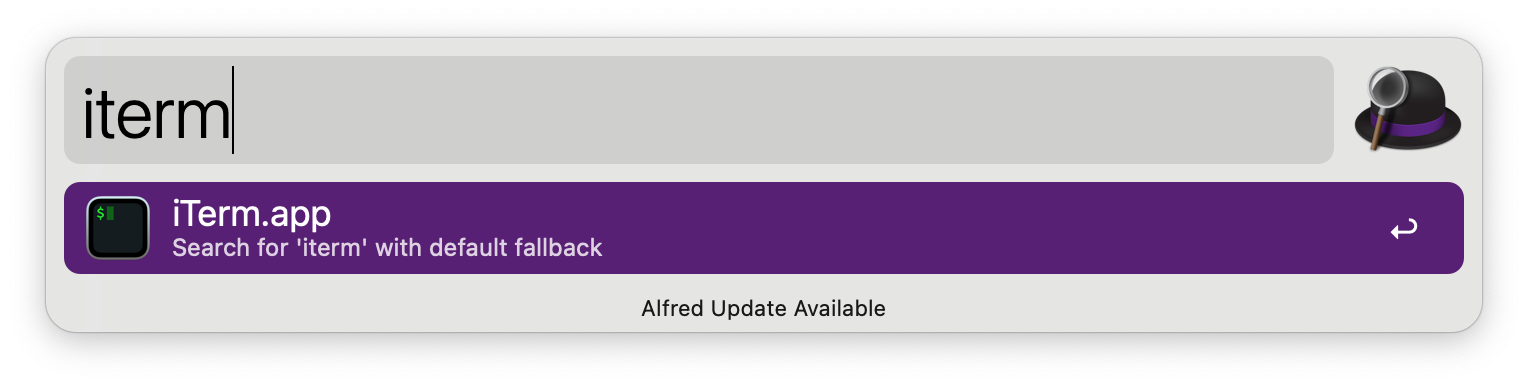 iterm
$
iTerm.app
Search for 'iterm' with default fallback
Alfred Update Available